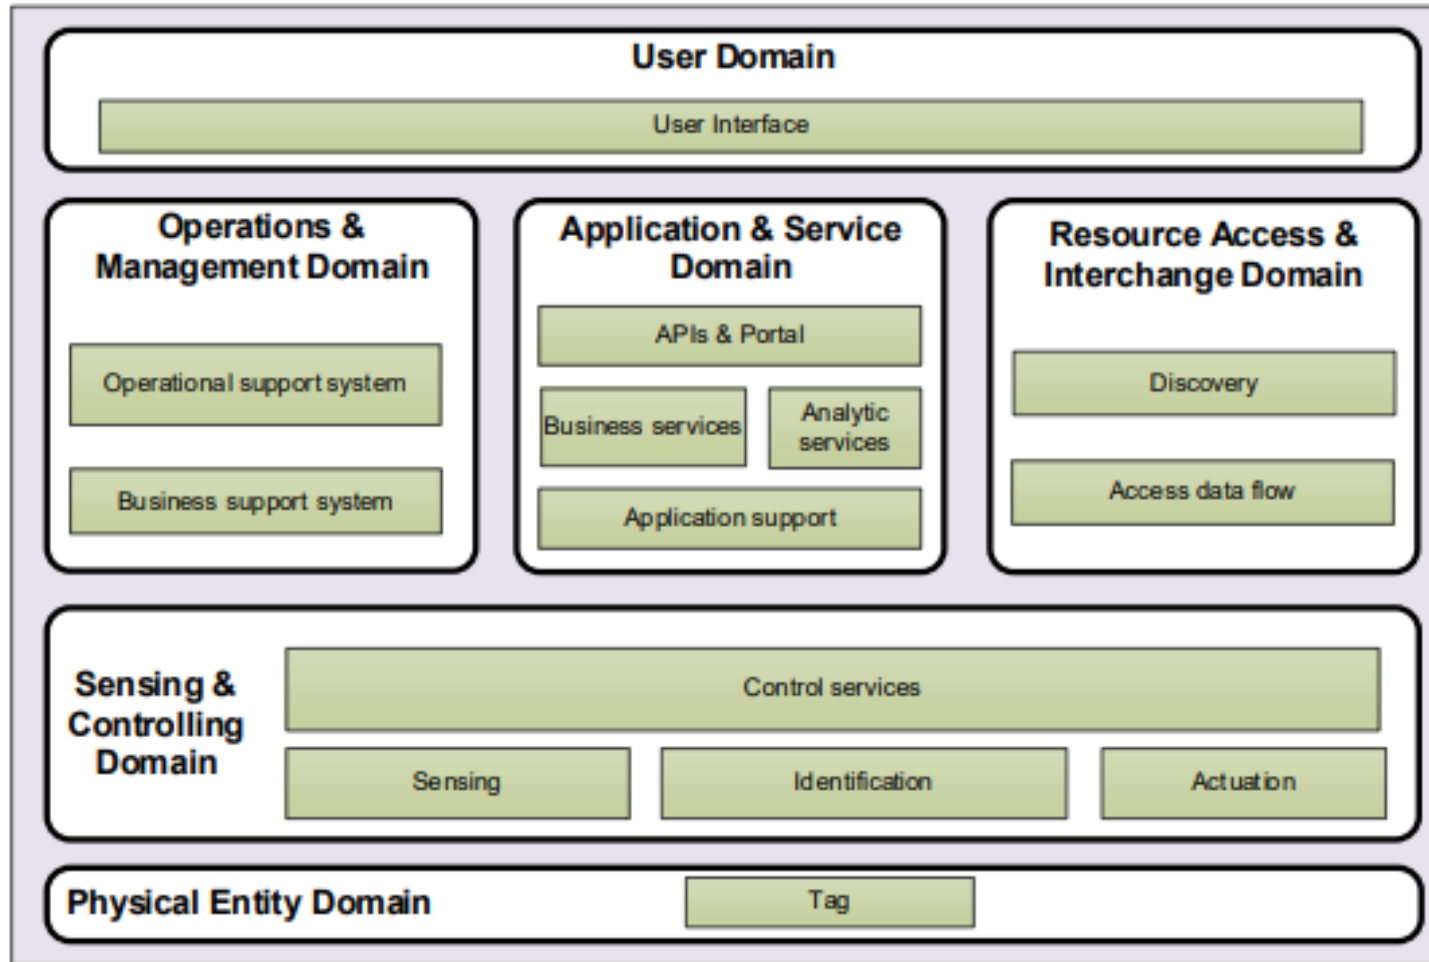 User Domain
User Interface
Operations &
Management Domain
Operational support system
Business support system
Application & Service
Domain
APIs & Portal
Business services
Analytic
services
Application support
Resource Access &
Interchange Domain
Discovery
Access data flow
Sensing &
Controlling
Domain
Control services
Sensing
Identification
Actuation
Physical Entity Domain
Tag